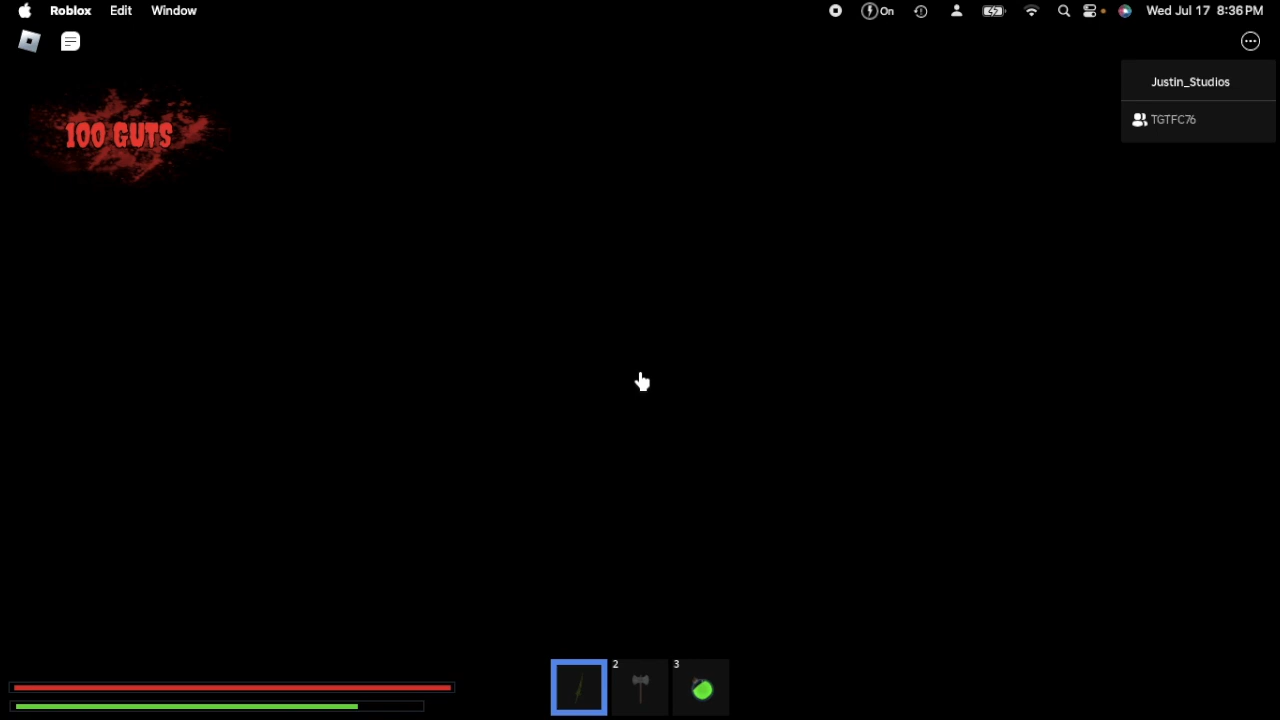 Roblox Edit Window On Wed Jul 17 8:36 PM
Justin_Studios
TGTFC76
100 GUTS
2 3